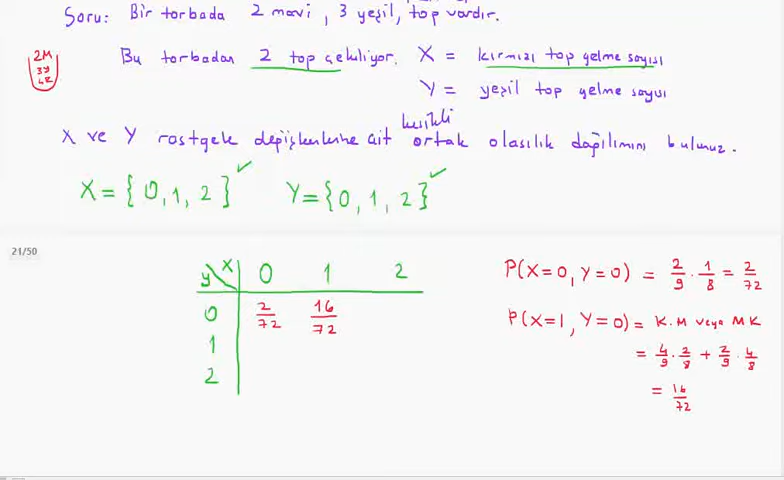 Soru: Bir torbada 2 mavi, 3 yeşil, top vardır.
2M
3Y
4K
Bu torbadan 2 top çekiliyor. X = kırmızı top gelme sayısı
Y = yeşil top gelme sayısı
kesikli
X ve Y rastgele değişkenlerine ait ortak olasılık dağılımını bulunuz.
X = {0, 1, 2} ✓ Y = {0, 1, 2} ✓
21/50
y \ x 0 1 2
0 2/72 16/72
1
2
P(X=0, Y=0) = 2/9 . 1/8 = 2/72
P(X=1, Y=0) = K.M veya MK
= 4/9 . 2/8 + 2/9 . 4/8
= 16/72